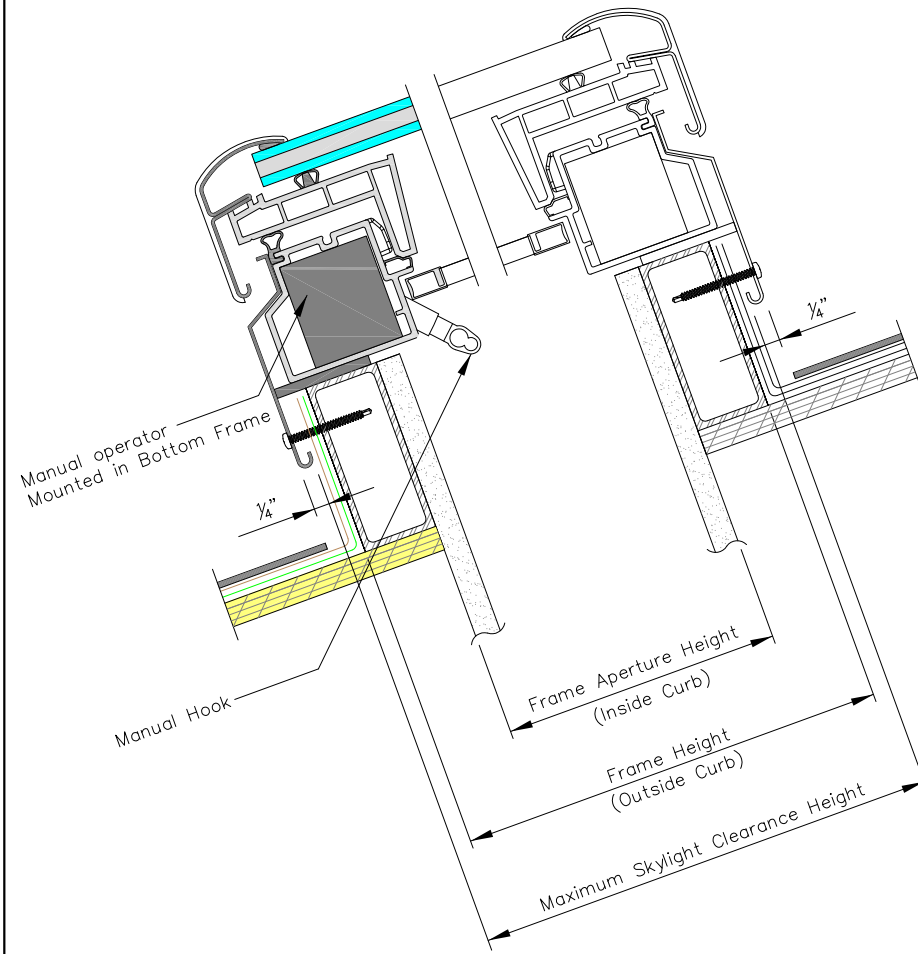 ¼"
Manual operator
Mounted in Bottom Frame
¼"
Manual Hook
Frame Aperture Height
(Inside Curb)
Frame Height
(Outside Curb)
Maximum Skylight Clearance Height